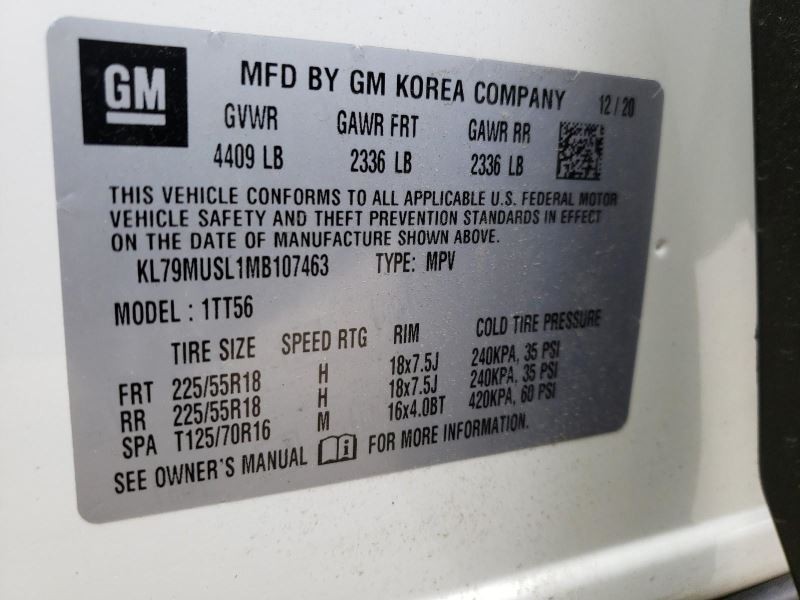 GM
MFD BY GM KOREA COMPANY 12 / 20
GVWR GAWR FRT GAWR RR
4409 LB 2336 LB 2336 LB
THIS VEHICLE CONFORMS TO ALL APPLICABLE U.S. FEDERAL MOTOR
VEHICLE SAFETY AND THEFT PREVENTION STANDARDS IN EFFECT
ON THE DATE OF MANUFACTURE SHOWN ABOVE.
KL79MUSL1MB107463 TYPE: MPV
MODEL : 1TT56
TIRE SIZE SPEED RTG RIM COLD TIRE PRESSURE
FRT 225/55R18 H 18x7.5J 240KPA, 35 PSI
RR 225/55R18 H 18x7.5J 240KPA, 35 PSI
SPA T125/70R16 M 16x4.0BT 420KPA, 60 PSI
SEE OWNER'S MANUAL FOR MORE INFORMATION.